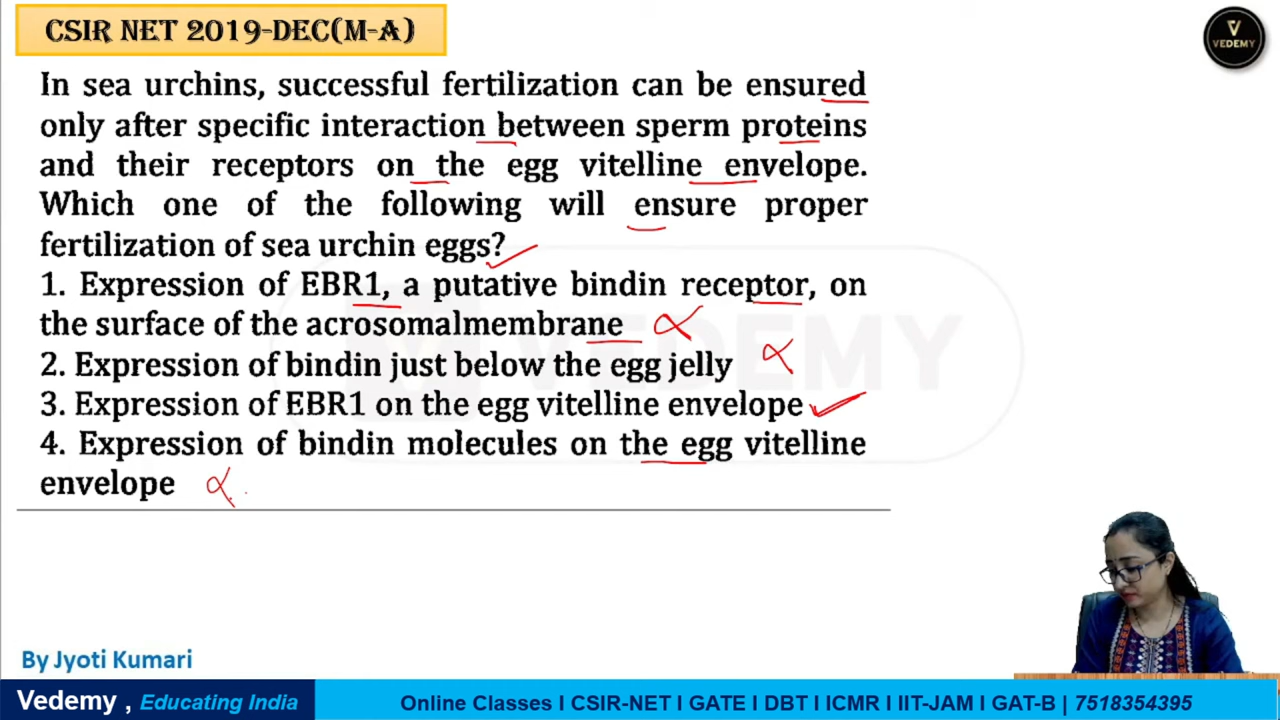 CSIR NET 2019-DEC(M-A)
V
VEDEMY
In sea urchins, successful fertilization can be ensured
only after specific interaction between sperm proteins
and their receptors on the egg vitelline envelope.
Which one of the following will ensure proper
fertilization of sea urchin eggs?
1. Expression of EBR1, a putative bindin receptor, on
the surface of the acrosomalmembrane
2. Expression of bindin just below the egg jelly
3. Expression of EBR1 on the egg vitelline envelope
4. Expression of bindin molecules on the egg vitelline
envelope
VEDEMY
By Jyoti Kumari
Vedemy , Educating India
Online Classes I CSIR-NET I GATE I DBT I ICMR I IIT-JAM I GAT-B | 7518354395